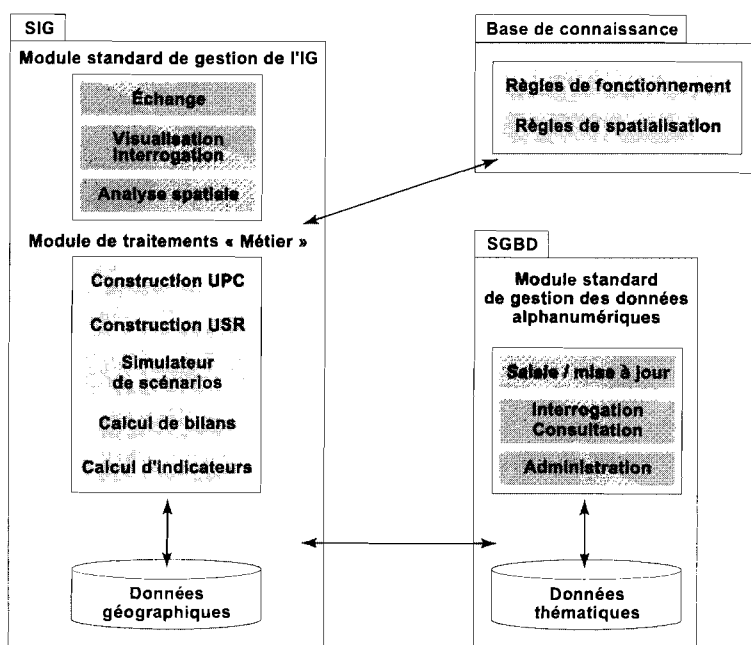 SIG
Module standard de gestion de l'IG
Échange
Visualisation
Interrogation
Analyse spatiale
Module de traitements « Métier »
Construction UPC
Construction USR
Simulateur
de scénarios
Calcul de bilans
Calcul d'indicateurs
Données
géographiques
Base de connaissance
Règles de fonctionnement
Règles de spatialisation
SGBD
Module standard
de gestion des données
alphanumériques
Saisie / mise à jour
Interrogation
Consultation
Administration
Données
thématiques